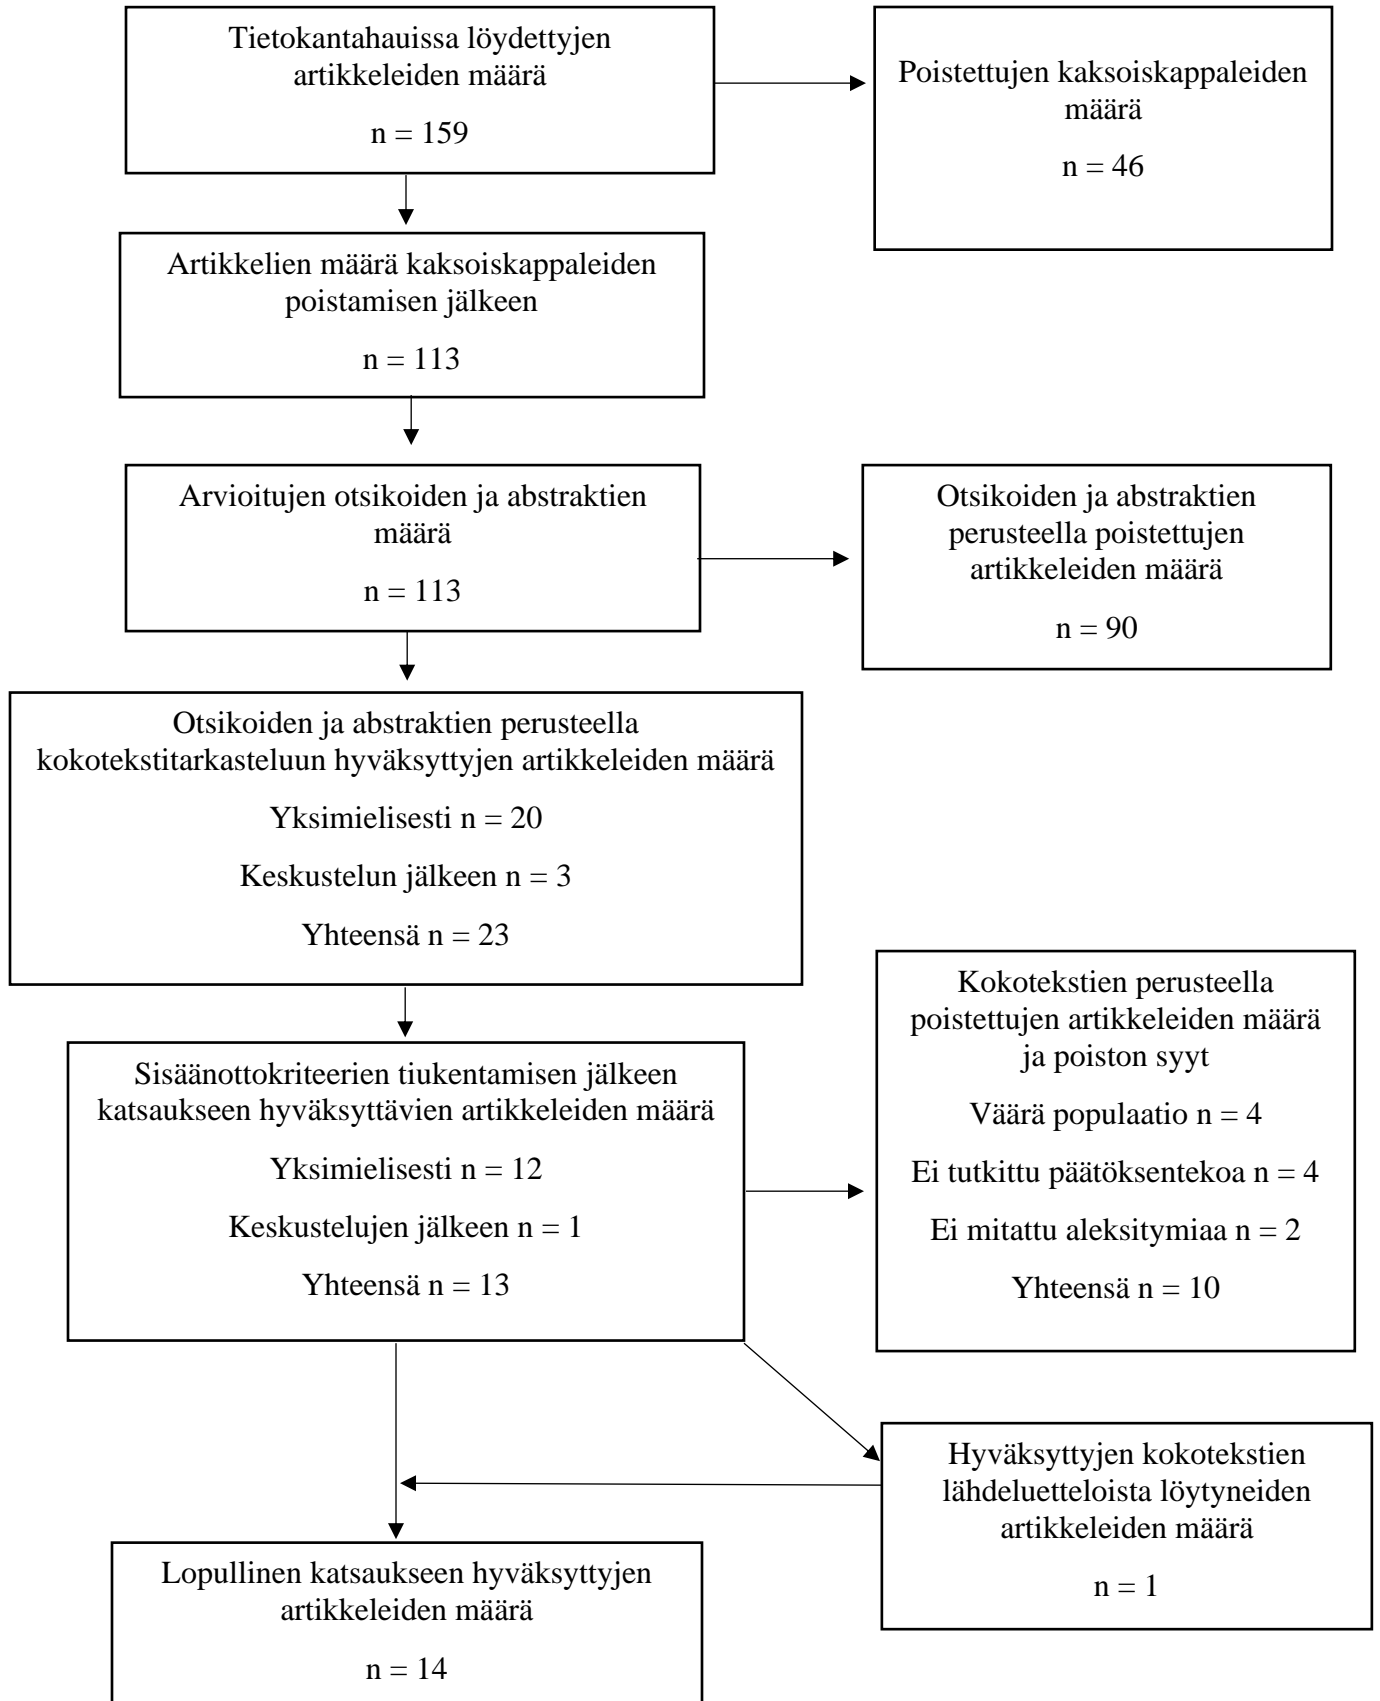 Tietokantahauissa löydettyjen
artikkeleiden määrä
n = 159
Poistettujen kaksoiskappaleiden
määrä
n = 46
Artikkelien määrä kaksoiskappaleiden
poistamisen jälkeen
n = 113
Arvioitujen otsikoiden ja abstraktien
määrä
n = 113
Otsikoiden ja abstraktien
perusteella poistettujen
artikkeleiden määrä
n = 90
Otsikoiden ja abstraktien perusteella
kokotekstitarkasteluun hyväksyttyjen artikkeleiden määrä
Yksimielisesti n = 20
Keskustelun jälkeen n = 3
Yhteensä n = 23
Sisäänottokriteerien tiukentamisen jälkeen
katsaukseen hyväksyttävien artikkeleiden määrä
Yksimielisesti n = 12
Keskustelujen jälkeen n = 1
Yhteensä n = 13
Kokotekstien perusteella
poistettujen artikkeleiden määrä
ja poiston syyt
Väärä populaatio n = 4
Ei tutkittu päätöksentekoa n = 4
Ei mitattu aleksitymiaa n = 2
Yhteensä n = 10
Hyväksyttyjen kokotekstien
lähdeluetteloista löytyneiden
artikkeleiden määrä
n = 1
Lopullinen katsaukseen hyväksyttyjen
artikkeleiden määrä
n = 14